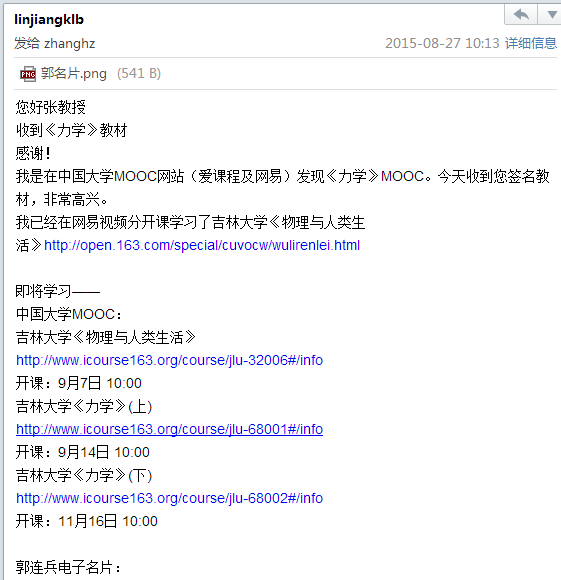 linjiangklb
发给 zhanghz
2015-08-27 10:13 详细信息
郭名片.png (541 B)
您好张教授
收到《力学》教材
感谢！
我是在中国大学MOOC网站（爱课程及网易）发现《力学》MOOC。今天收到您签名教
材，非常高兴。
我已经在网易视频分开课学习了吉林大学《物理与人类生
活》http://open.163.com/special/cuvocw/wulirenlei.html
即将学习——
中国大学MOOC：
吉林大学《物理与人类生活》
http://www.icourse163.org/course/jlu-32006#/info
开课：9月7日 10:00
吉林大学《力学》(上)
http://www.icourse163.org/course/jlu-68001#/info
开课：9月14日 10:00
吉林大学《力学》(下)
http://www.icourse163.org/course/jlu-68002#/info
开课：11月16日 10:00
郭连兵电子名片：